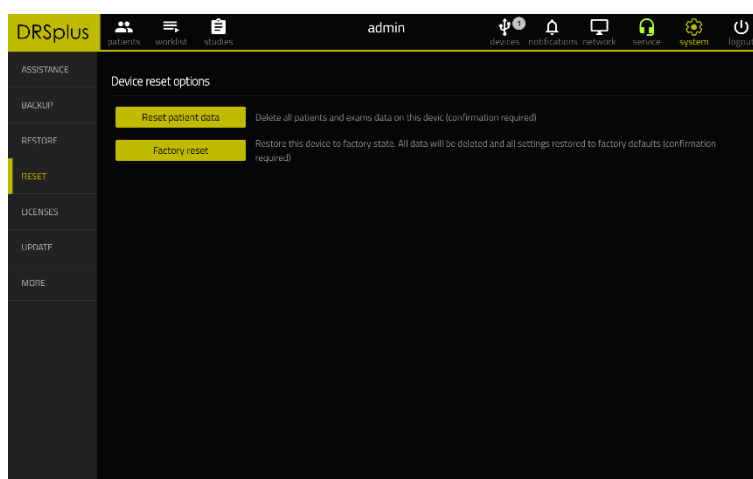 DRSplus
patients worklist studies
admin
1
devices notifications network service system logout
ASSISTANCE
BACKUP
RESTORE
RESET
LICENSES
UPDATE
MORE
Device reset options
Reset patient data
Delete all patients and exams data on this devic (confirmation required)
Factory reset
Restore this device to factory state. All data will be deleted and all settings restored to factory defaults (confirmation
required)